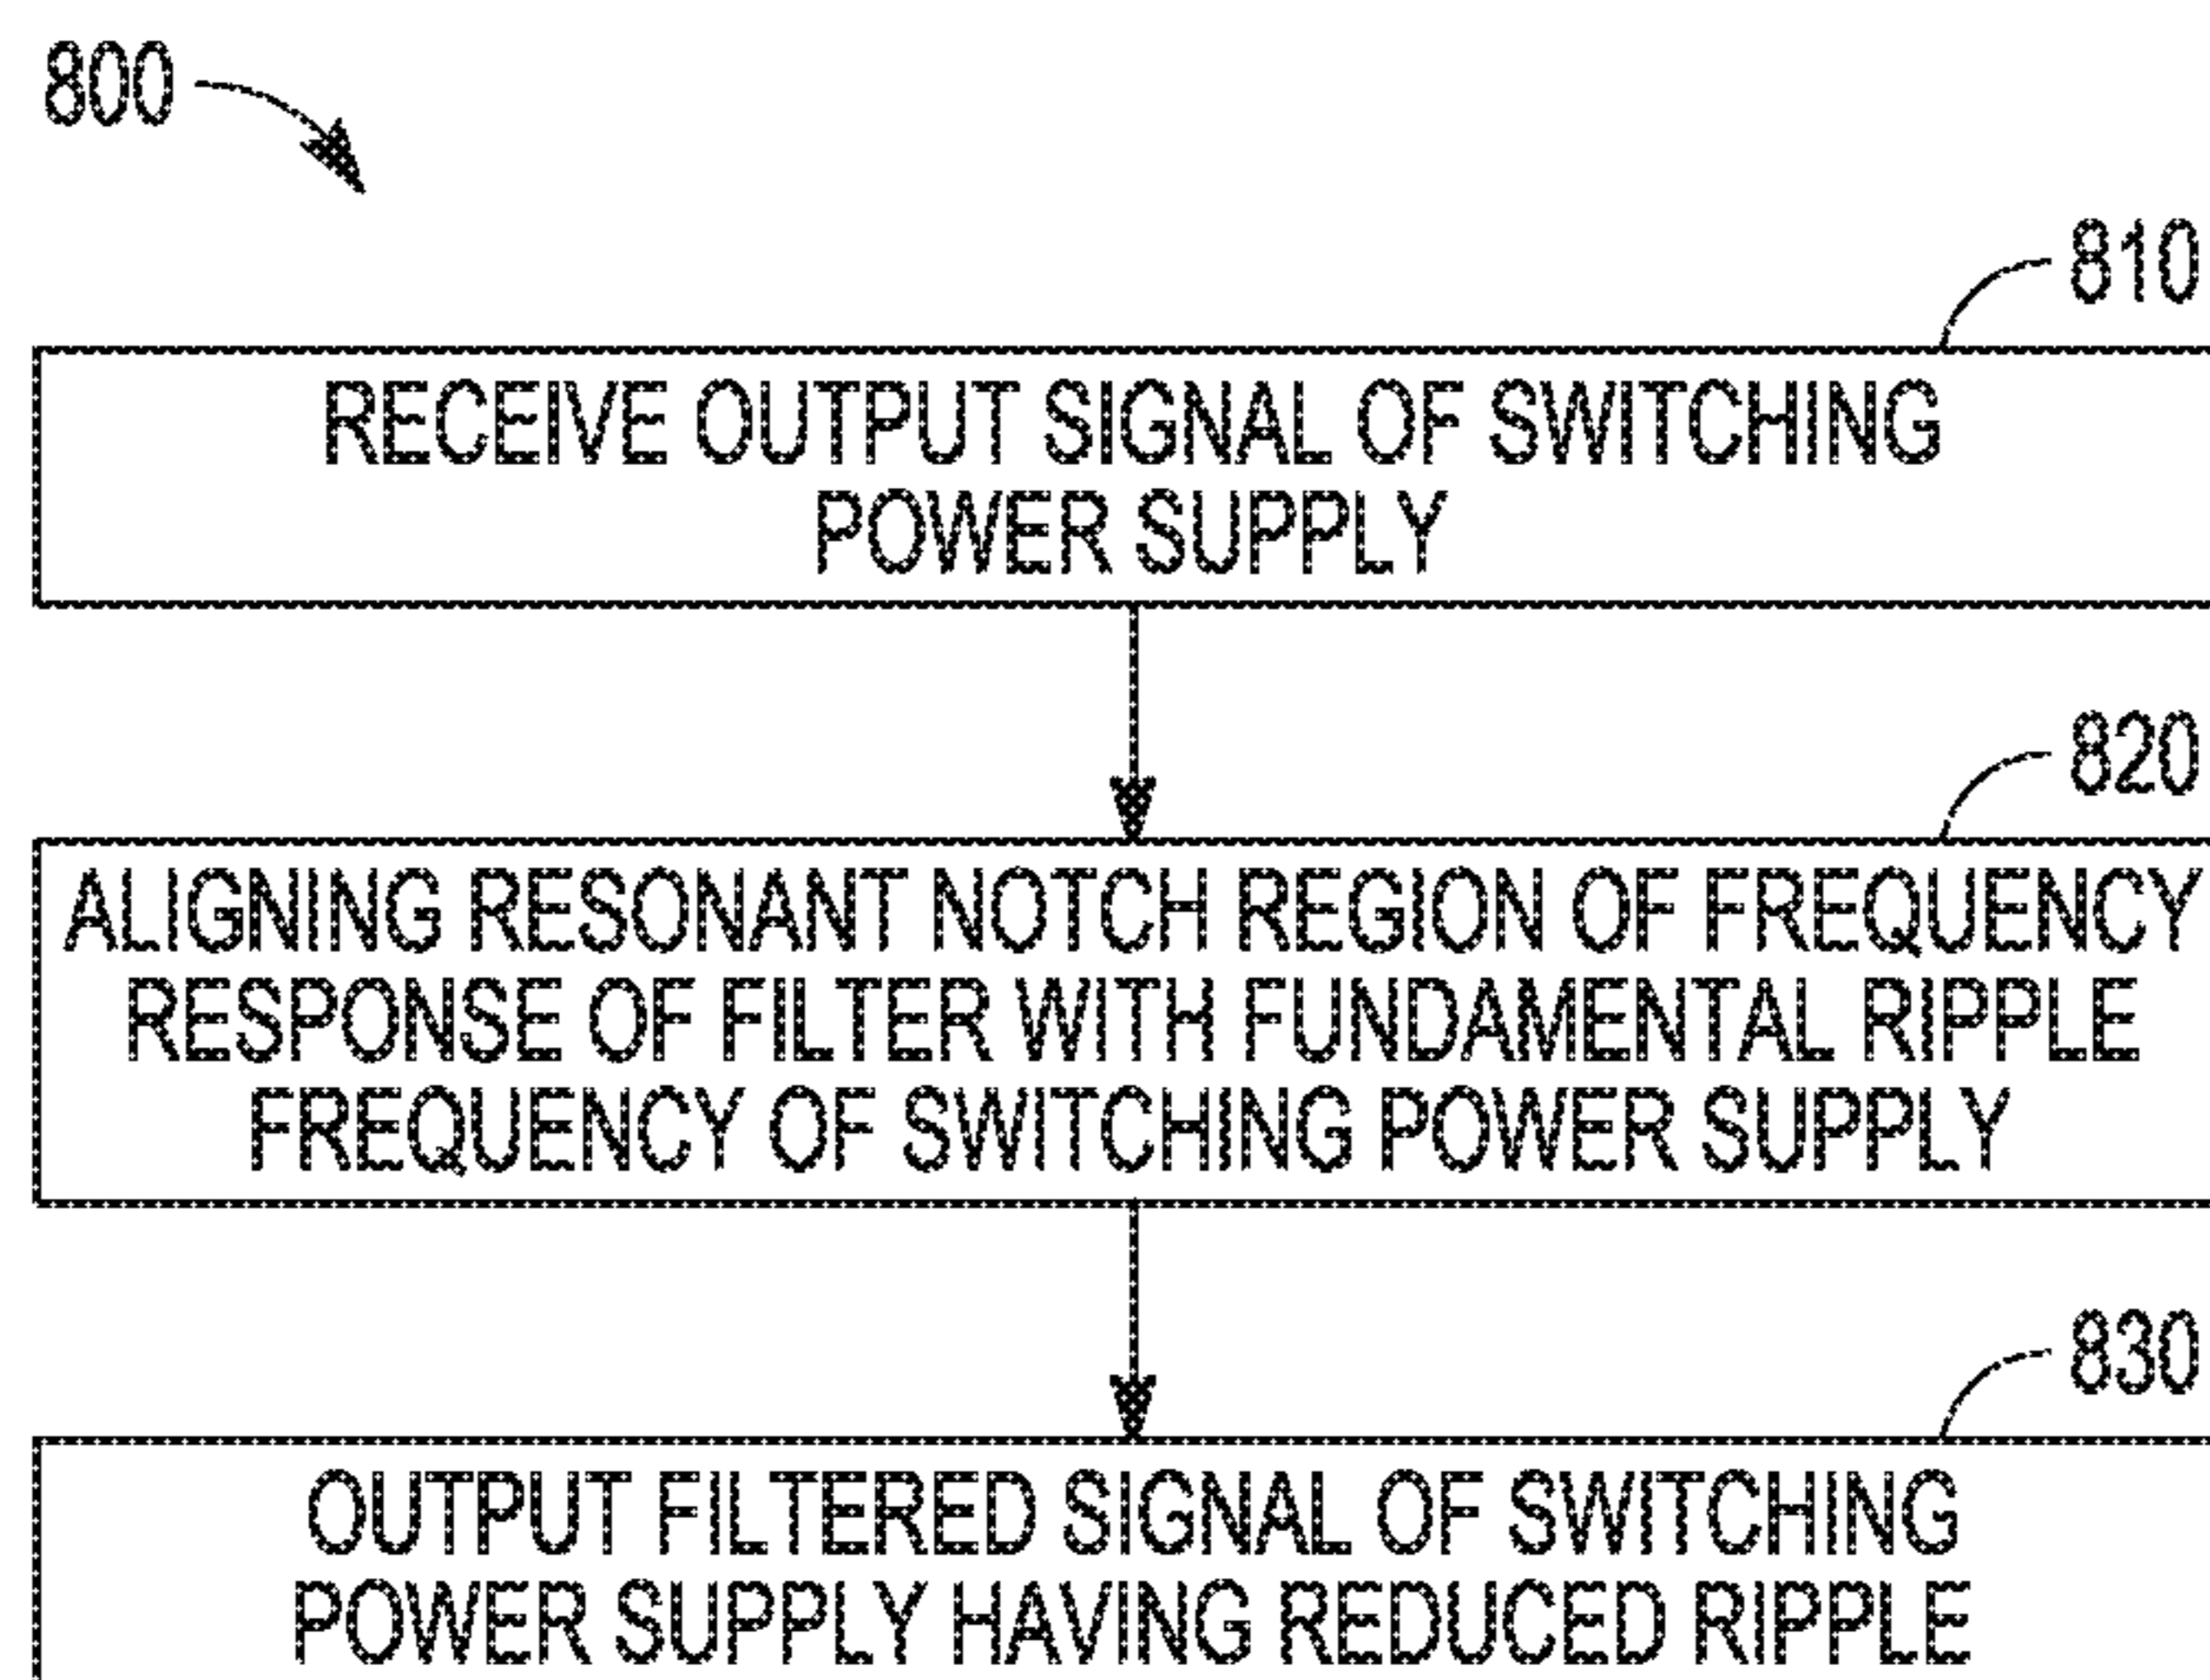 800
810
RECEIVE OUTPUT SIGNAL OF SWITCHING
POWER SUPPLY
820
ALIGNING RESONANT NOTCH REGION OF FREQUENCY
RESPONSE OF FILTER WITH FUNDAMENTAL RIPPLE
FREQUENCY OF SWITCHING POWER SUPPLY
830
OUTPUT FILTERED SIGNAL OF SWITCHING
POWER SUPPLY HAVING REDUCED RIPPLE